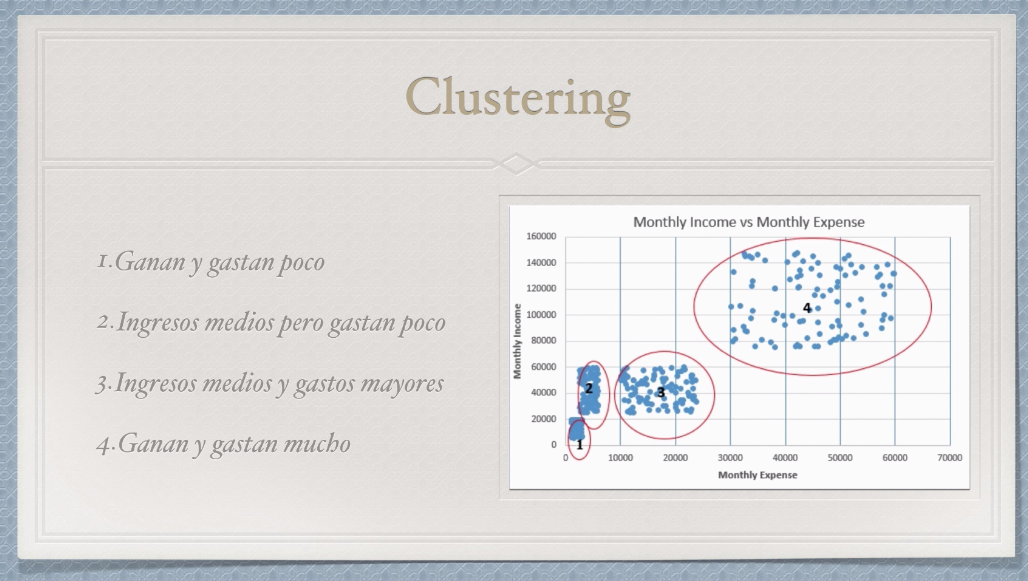 Clustering
1.Ganan y gastan poco
2.Ingresos medios pero gastan poco
3.Ingresos medios y gastos mayores
4.Ganan y gastan mucho
Monthly Income vs Monthly Expense
Monthly Income
160000
140000
120000
100000
80000
60000
40000
20000
0
4
2
3
1
0 10000 20000 30000 40000 50000 60000 70000
Monthly Expense